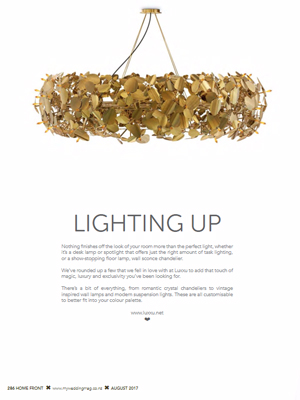 LIGHTING UP
Nothing finishes off the look of your room more than the perfect light, whether
it's a desk lamp or spotlight that offers just the right amount of task lighting,
or a show-stopping floor lamp, wall sconce chandelier.
We've rounded up a few that we fell in love with at Luxxu to add that touch of
magic, luxury and exclusivity you've been looking for.
There's a bit of everything, from romantic crystal chandeliers to vintage
inspired wall lamps and modern suspension lights. These are all customisable
to better fit into your colour palette.
www.luxxu.net
286 HOME FRONT ✖ www.myweddingmag.co.nz ✖ AUGUST 2017